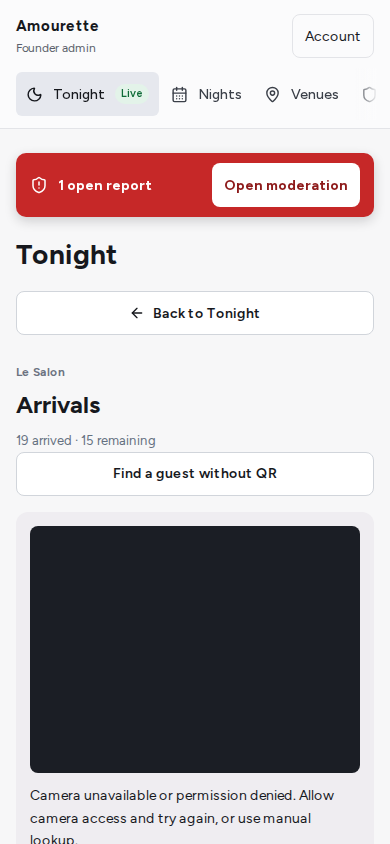 Amourette
Founder admin
Account
Tonight Live Nights Venues
1 open report
Open moderation
Tonight
Back to Tonight
Le Salon
Arrivals
19 arrived · 15 remaining
Find a guest without QR
Camera unavailable or permission denied. Allow
camera access and try again, or use manual
lookup.